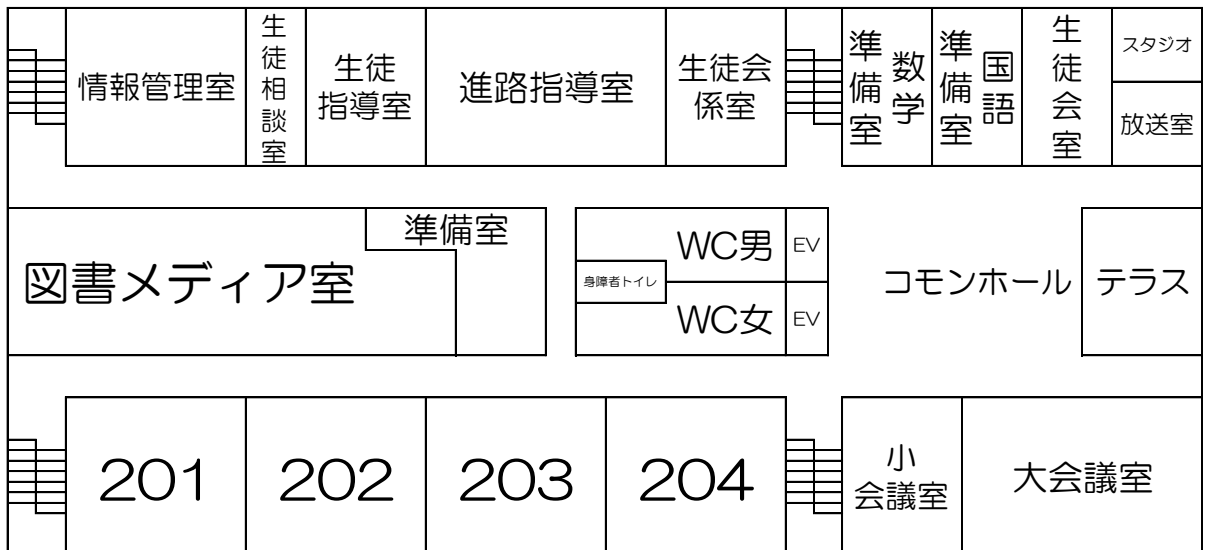 情報管理室
生徒相談室
生徒
指導室
進路指導室
生徒会
係室
数学
準備室
国語
準備室
生徒会室
スタジオ
放送室
図書メディア室
準備室
WC男
EV
身障者トイレ
WC女
EV
コモンホール
テラス
201
202
203
204
小
会議室
大会議室